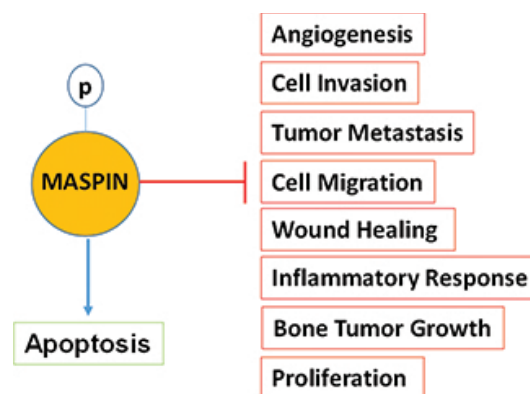 p
MASPIN
Apoptosis
Angiogenesis
Cell Invasion
Tumor Metastasis
Cell Migration
Wound Healing
Inflammatory Response
Bone Tumor Growth
Proliferation